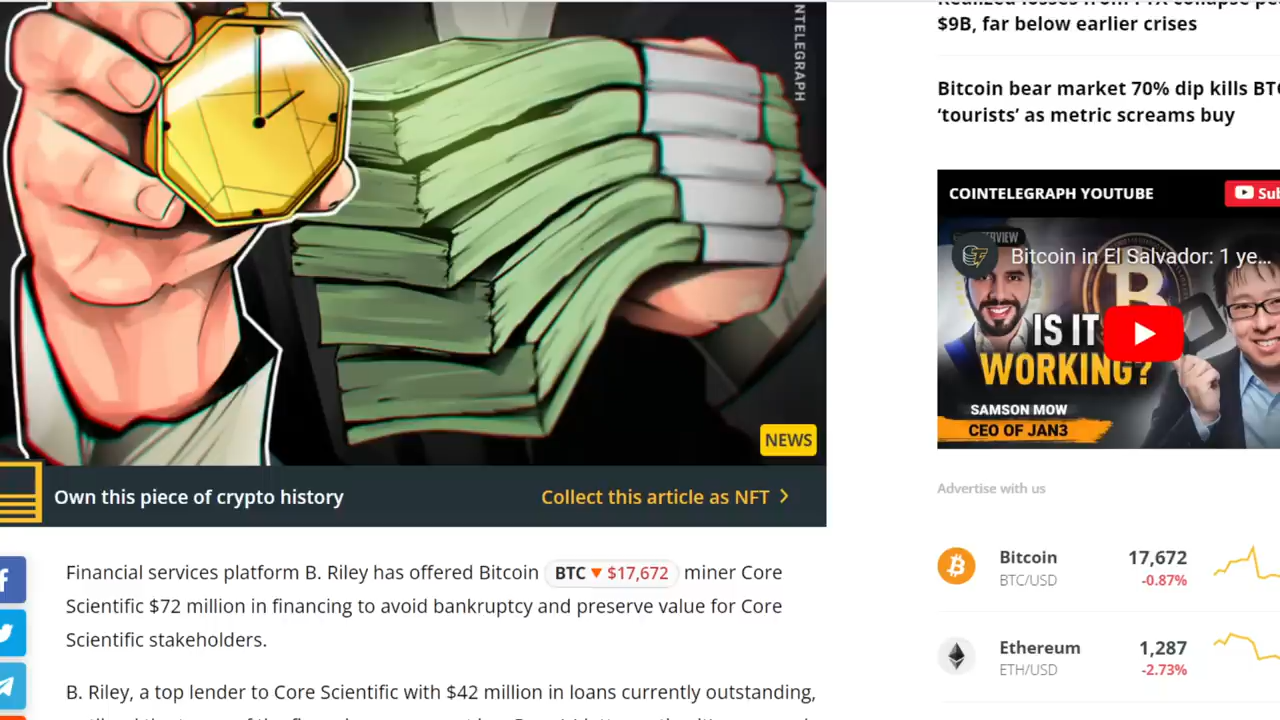 NTELEGRAPH
NEWS
Own this piece of crypto history
Collect this article as NFT
Financial services platform B. Riley has offered Bitcoin BTC ▼ $17,672 miner Core
Scientific $72 million in financing to avoid bankruptcy and preserve value for Core
Scientific stakeholders.
B. Riley, a top lender to Core Scientific with $42 million in loans currently outstanding,
$9B, far below earlier crises
Bitcoin bear market 70% dip kills BTC
‘tourists’ as metric screams buy
COINTELEGRAPH YOUTUBE
Sub
Bitcoin in El Salvador: 1 ye...
IS IT
WORKING?
SAMSON MOW
CEO OF JAN3
Advertise with us
Bitcoin 17,672
BTC/USD -0.87%
Ethereum 1,287
ETH/USD -2.73%